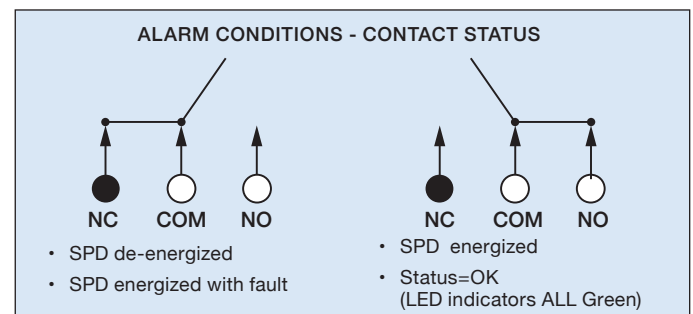 ALARM CONDITIONS - CONTACT STATUS
NC COM NO
• SPD de-energized
• SPD energized with fault
NC COM NO
• SPD energized
• Status=OK
(LED indicators ALL Green)